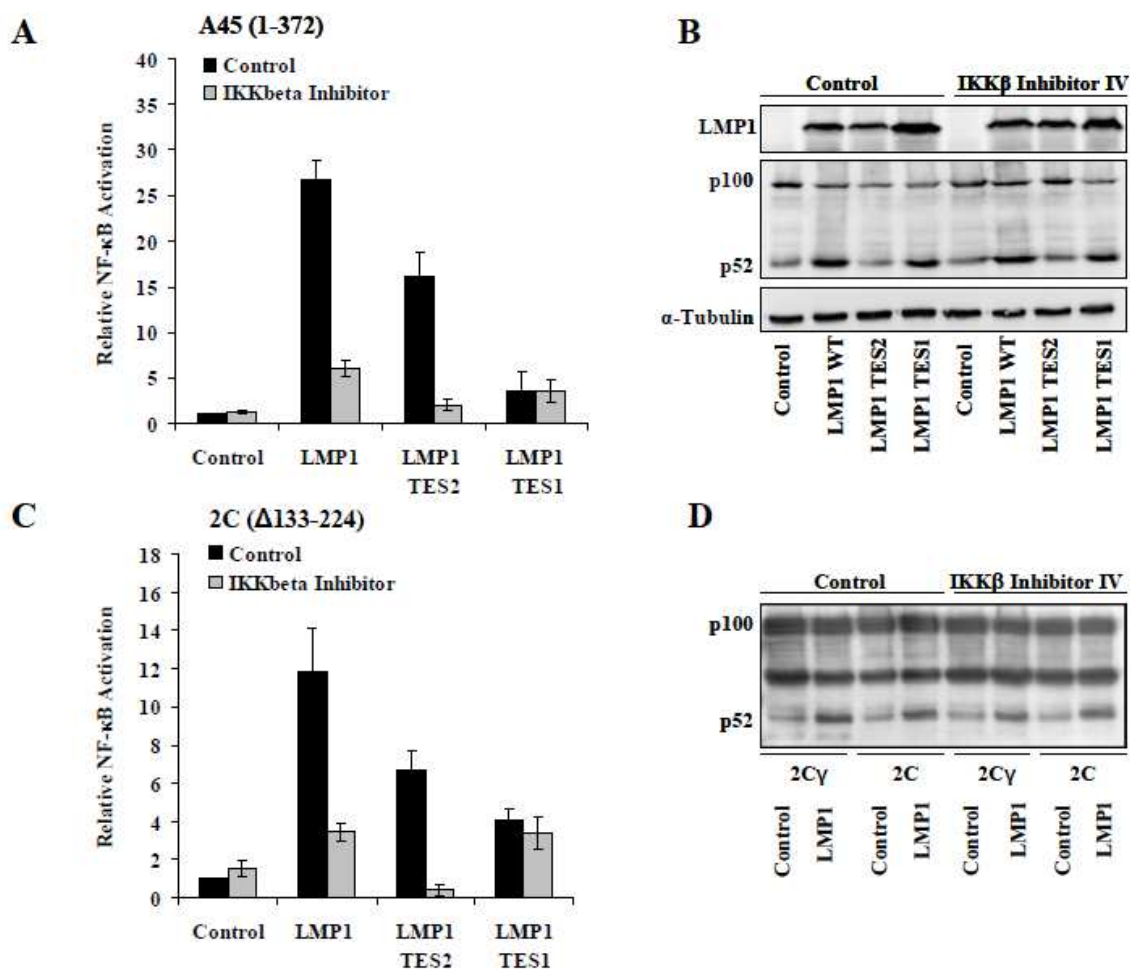 A
A45 (1-372)
Control
IKKbeta Inhibitor
Relative NF-κB Activation
40
35
30
25
20
15
10
5
0
Control
LMP1
LMP1 TES2
LMP1 TES1
B
Control
IKKβ Inhibitor IV
LMP1
p100
p52
α-Tubulin
Control
LMP1 WT
LMP1 TES2
LMP1 TES1
Control
LMP1 WT
LMP1 TES2
LMP1 TES1
C
2C (Δ133-224)
Control
IKKbeta Inhibitor
Relative NF-κB Activation
18
16
14
12
10
8
6
4
2
0
Control
LMP1
LMP1 TES2
LMP1 TES1
D
Control
IKKβ Inhibitor IV
p100
p52
2Cγ
2C
2Cγ
2C
Control
LMP1
Control
LMP1
Control
LMP1
Control
LMP1